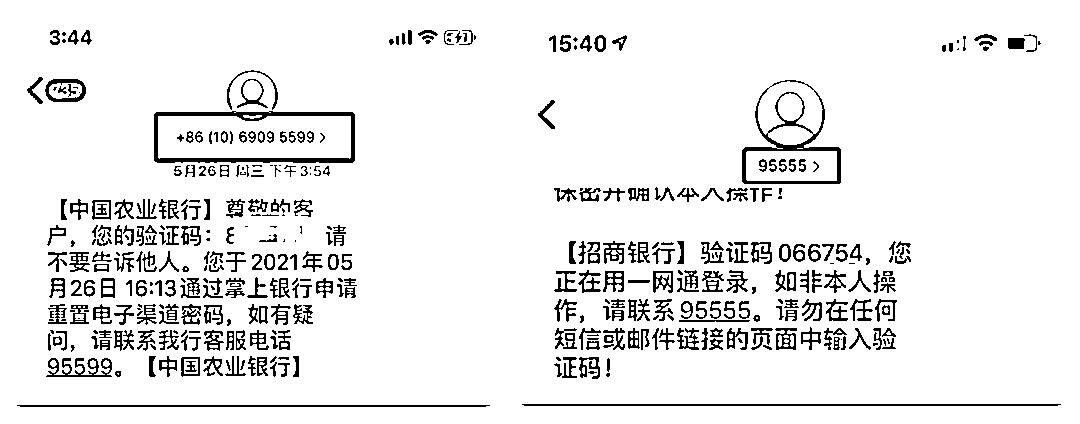 3:44
+86 (10) 6909 5599 >
5月26日 周三 下午 3:54
【中国农业银行】尊敬的客
户，您的验证码：8 请
不要告诉他人。您于 2021年05
月26日 16:13通过掌上银行申请
重置电子渠道密码，如有疑
问，请联系我行客服电话
95599。【中国农业银行】
15:40
95555 >
保密并确认本人操作！
【招商银行】验证码 066754，您
正在用一网通登录，如非本人操
作，请联系 95555。请勿在任何
短信或邮件链接的页面中输入验
证码！